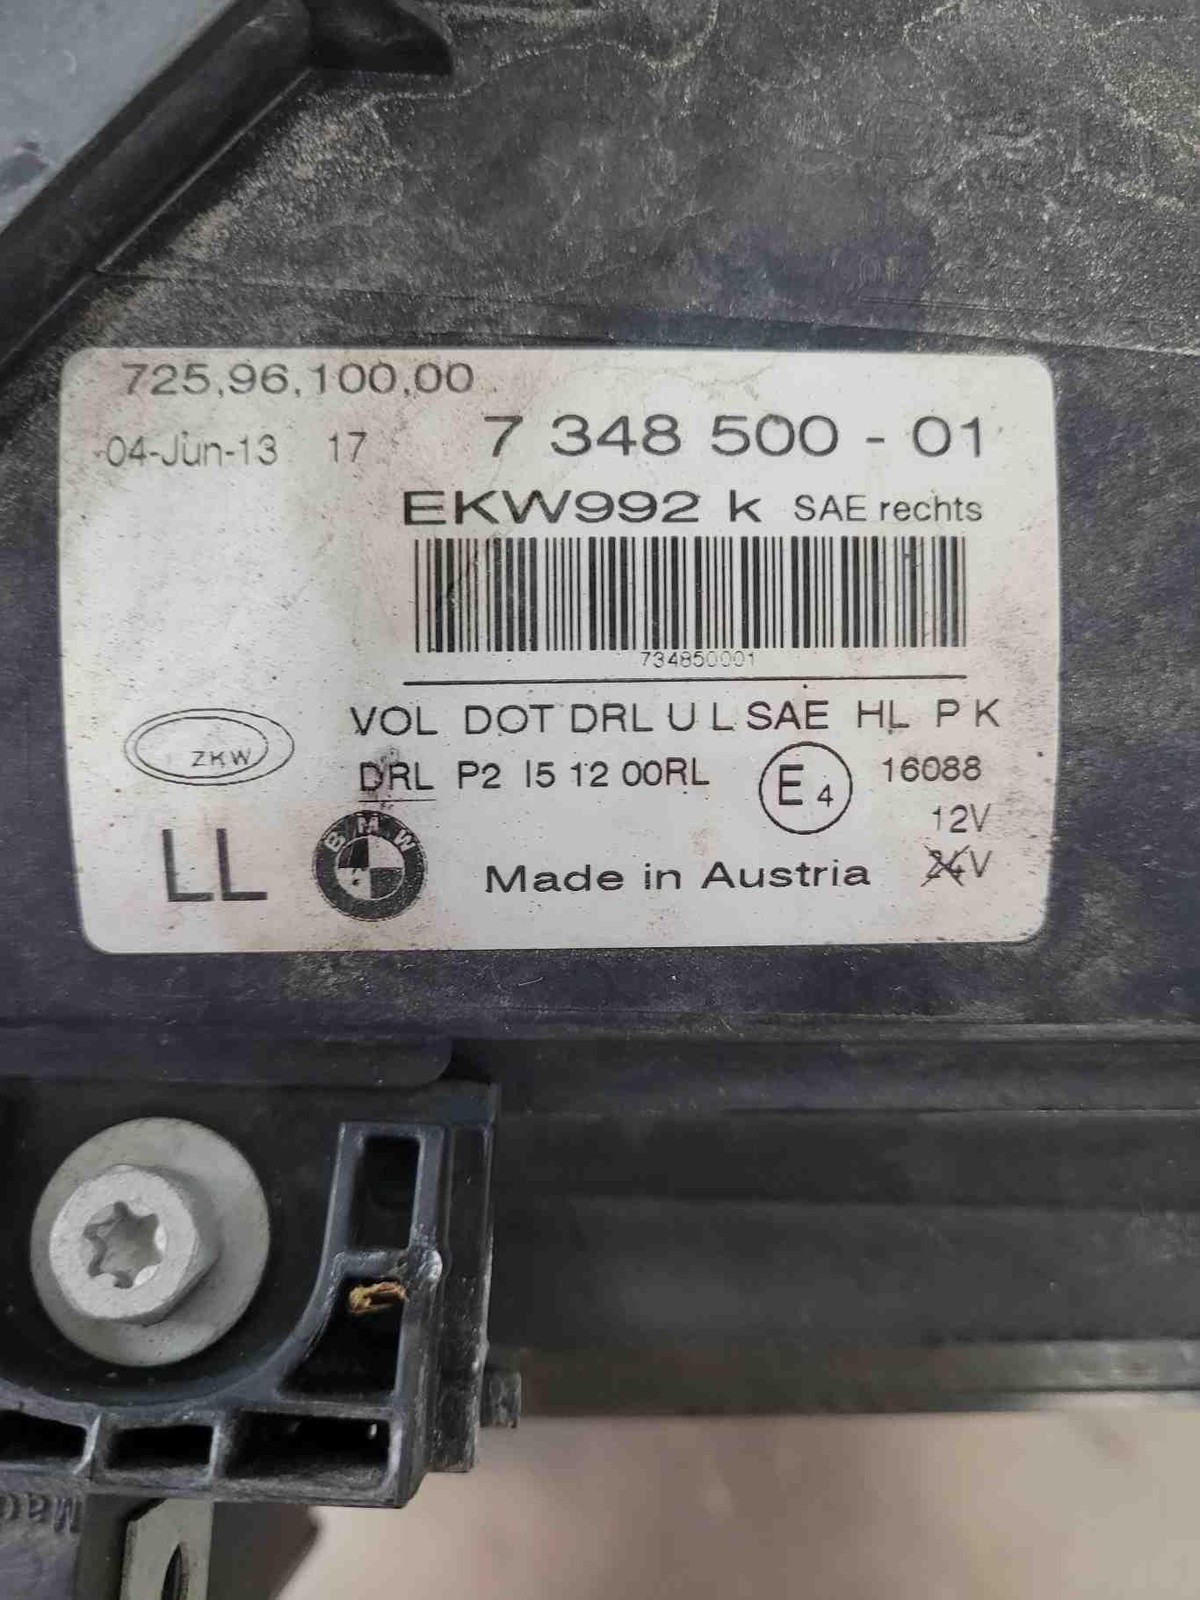 725,96,100,00
04-Jun-13 17
7 348 500 - 01
EKW992 k SAE rechts
734850001
VOL DOT DRL U L SAE HL P K
ZKW
DRL P2 I5 12 00RL E4 16088
12V
24V
LL
BMW
Made in Austria